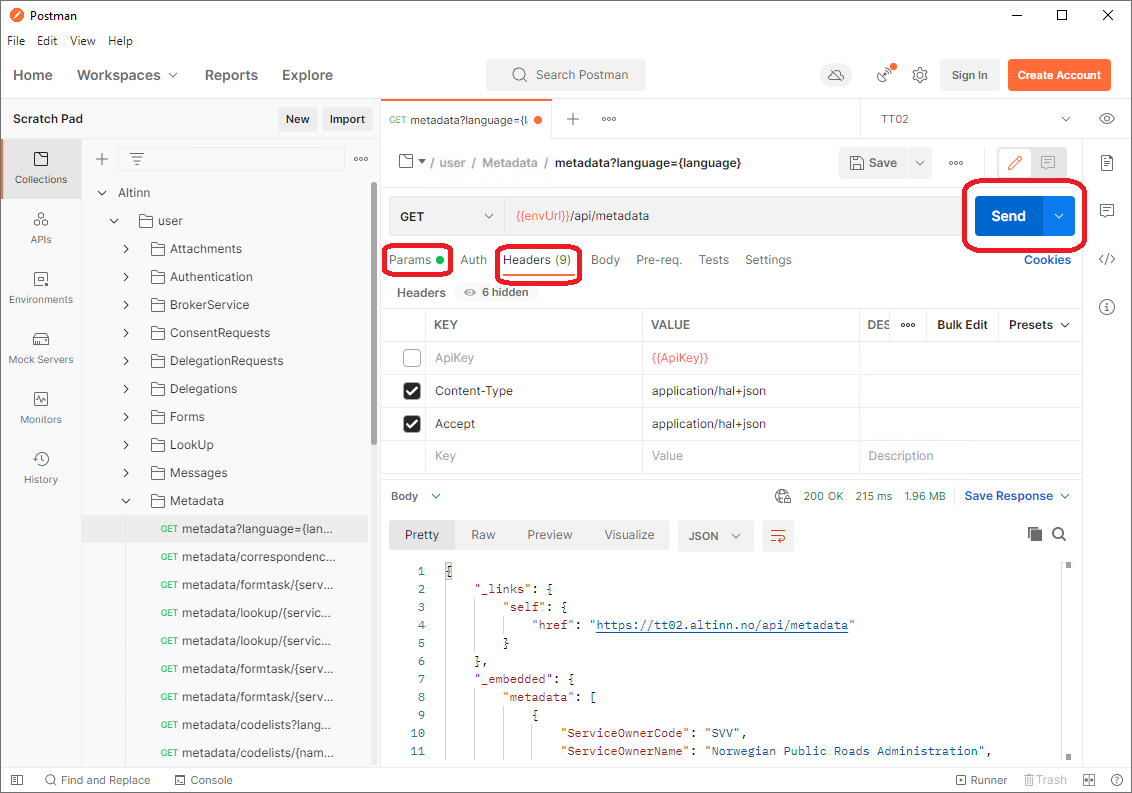 Postman
File Edit View Help
Home Workspaces Reports Explore Search Postman Sign In Create Account
Scratch Pad New Import
GET metadata?language={l
TT02
Collections
APIs
Environments
Mock Servers
Monitors
History
Altinn
user
Attachments
Authentication
BrokerService
ConsentRequests
DelegationRequests
Delegations
Forms
LookUp
Messages
Metadata
GET metadata?language={lan...
GET metadata/correspondenc...
GET metadata/formtask/{serv...
GET metadata/lookup/{servic...
GET metadata/lookup/{servic...
GET metadata/formtask/{serv...
GET metadata/formtask/{serv...
GET metadata/codelists?lang...
GET metadata/codelists/{nam...
/ user / Metadata / metadata?language={language} Save
GET {{envUrl}}/api/metadata Send
Params Auth Headers (9) Body Pre-req. Tests Settings Cookies
Headers 6 hidden
KEY VALUE DES Bulk Edit Presets
ApiKey {{ApiKey}}
Content-Type application/hal+json
Accept application/hal+json
Key Value Description
Body 200 OK 215 ms 1.96 MB Save Response
Pretty Raw Preview Visualize JSON
1 {
2 "_links": {
3 "self": {
4 "href": "https://tt02.altinn.no/api/metadata"
5 }
6 },
7 "_embedded": {
8 "metadata": [
9 {
10 "ServiceOwnerCode": "SVV",
11 "ServiceOwnerName": "Norwegian Public Roads Administration",
Find and Replace Console Runner Trash